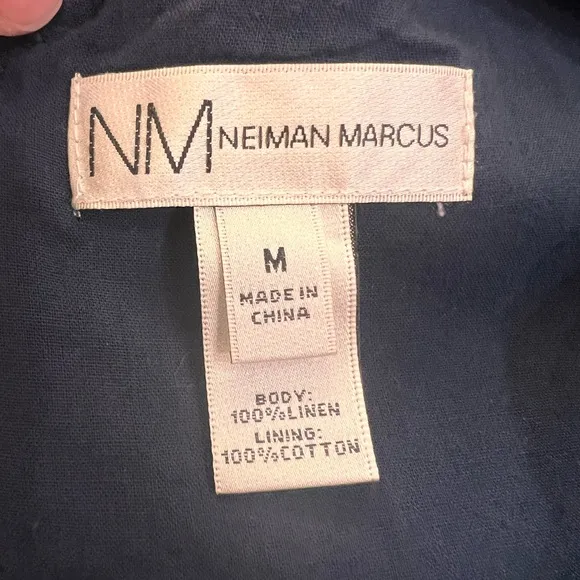 NM NEIMAN MARCUS
M
MADE IN
CHINA
BODY:
100%LINEN
LINING:
100%COTTON